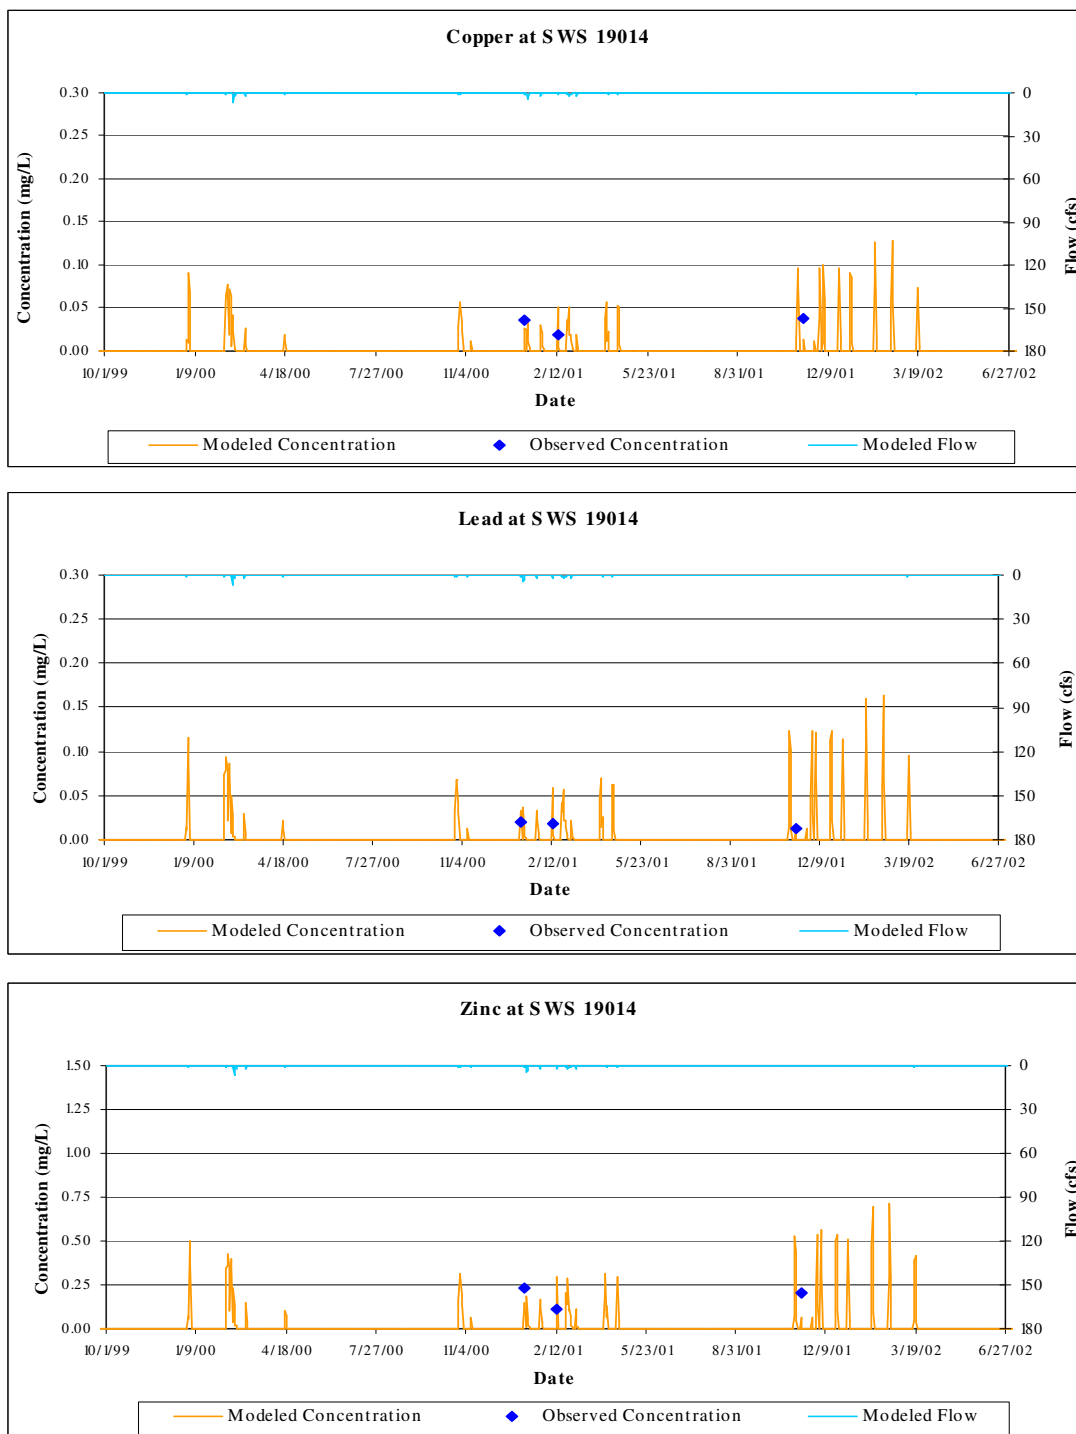 Copper at SWS 19014
Concentration (mg/L)
0.30
0.25
0.20
0.15
0.10
0.05
0.00
0
30
60
90
120
150
180
Flow (cfs)
10/1/99 1/9/00 4/18/00 7/27/00 11/4/00 2/12/01 5/23/01 8/31/01 12/9/01 3/19/02 6/27/02
Date
Modeled Concentration Observed Concentration Modeled Flow
Lead at SWS 19014
Concentration (mg/L)
0.30
0.25
0.20
0.15
0.10
0.05
0.00
0
30
60
90
120
150
180
Flow (cfs)
10/1/99 1/9/00 4/18/00 7/27/00 11/4/00 2/12/01 5/23/01 8/31/01 12/9/01 3/19/02 6/27/02
Date
Modeled Concentration Observed Concentration Modeled Flow
Zinc at SWS 19014
Concentration (mg/L)
1.50
1.25
1.00
0.75
0.50
0.25
0.00
0
30
60
90
120
150
180
Flow (cfs)
10/1/99 1/9/00 4/18/00 7/27/00 11/4/00 2/12/01 5/23/01 8/31/01 12/9/01 3/19/02 6/27/02
Date
Modeled Concentration Observed Concentration Modeled Flow